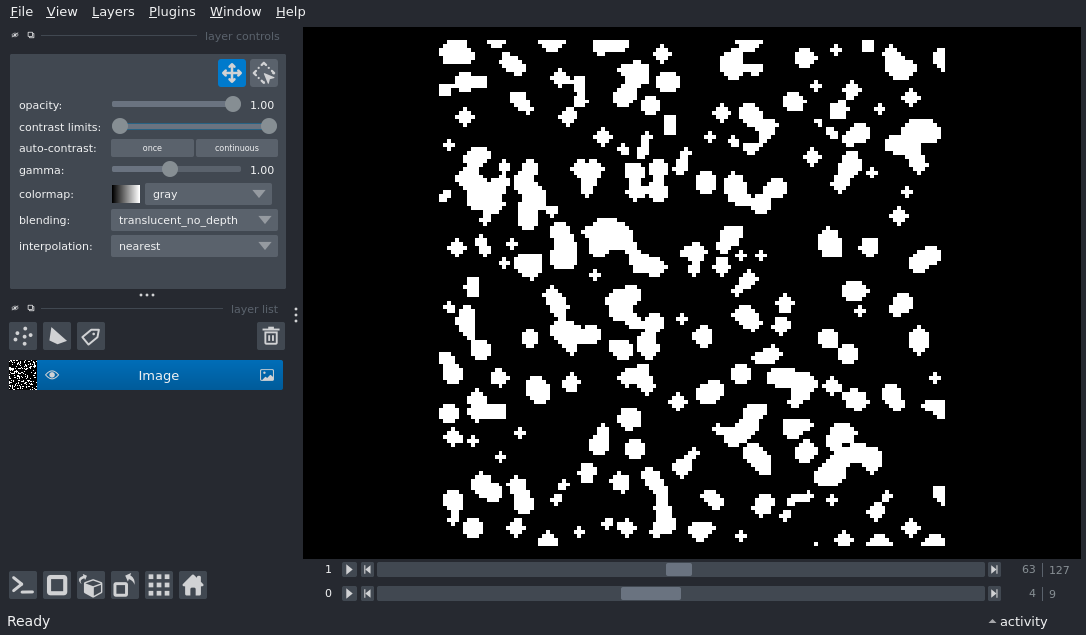 File View Layers Plugins Window Help
layer controls
opacity: 1.00
contrast limits:
auto-contrast: once continuous
gamma: 1.00
colormap: gray
blending: translucent_no_depth
interpolation: nearest
layer list
Image
1 63 127
0 4 9
Ready activity